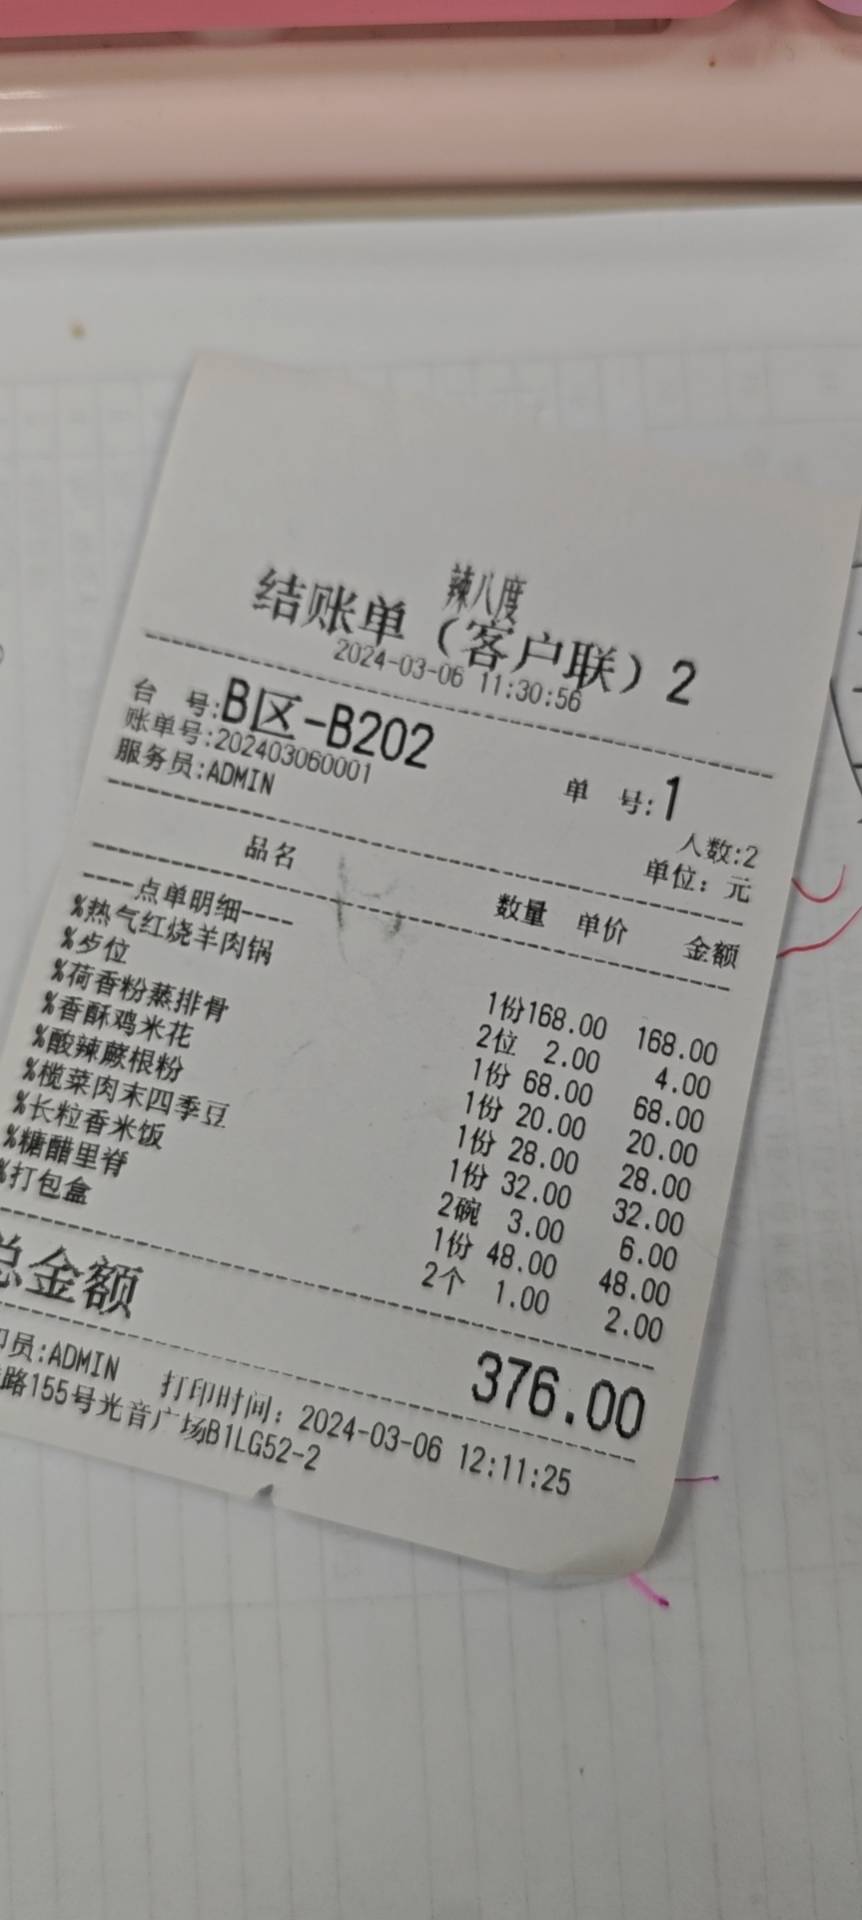 辣八度
结账单（客户联）2
2024-03-06 11:30:56
台 号:B区-B202 单 号:1
账单号:202403060001 人数:2
服务员:ADMIN 单位：元
品名 数量 单价 金额
----点单明细----
%热气红烧羊肉锅 1份168.00 168.00
%步位 2位 2.00 4.00
%荷香粉蒸排骨 1份 68.00 68.00
%香酥鸡米花 1份 20.00 20.00
%酸辣蕨根粉 1份 28.00 28.00
%榄菜肉末四季豆 1份 32.00 32.00
%长粒香米饭 2碗 3.00 6.00
%糖醋里脊 1份 48.00 48.00
%打包盒 2个 1.00 2.00
总金额 376.00
印员:ADMIN 打印时间：2024-03-06 12:11:25
路155号光音广场B1LG52-2